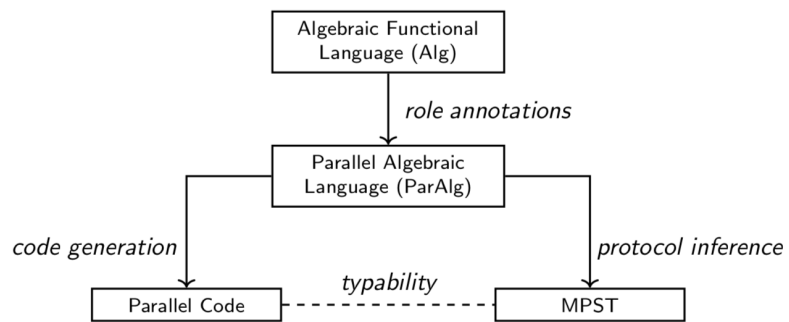 Algebraic Functional
Language (Alg)
role annotations
Parallel Algebraic
Language (ParAlg)
code generation
protocol inference
typability
Parallel Code
MPST